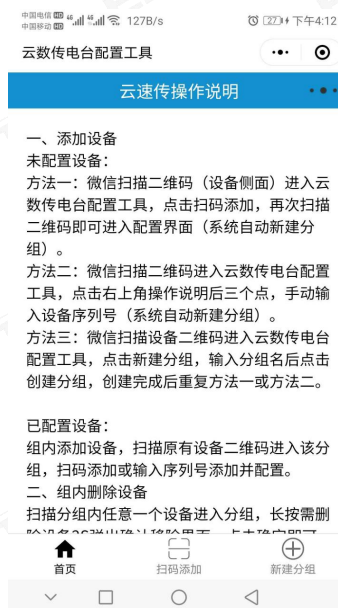 中国电信 HD 46 46 127B/s 27 下午4:12
中国移动 HD
云数传电台配置工具
云速传操作说明
一、添加设备
未配置设备：
方法一：微信扫描二维码（设备侧面）进入云
数传电台配置工具，点击扫码添加，再次扫描
二维码即可进入配置界面（系统自动新建分
组）。
方法二：微信扫描二维码进入云数传电台配置
工具，点击右上角操作说明后三个点，手动输
入设备序列号（系统自动新建分组）。
方法三：微信扫描设备二维码进入云数传电台
配置工具，点击新建分组，输入分组名后点击
创建分组，创建完成后重复方法一或方法二。
已配置设备：
组内添加设备，扫描原有设备二维码进入该分
组，扫码添加或输入序列号添加并配置。
二、组内删除设备
扫描分组内任意一个设备进入分组，长按需删
首页
扫码添加
新建分组